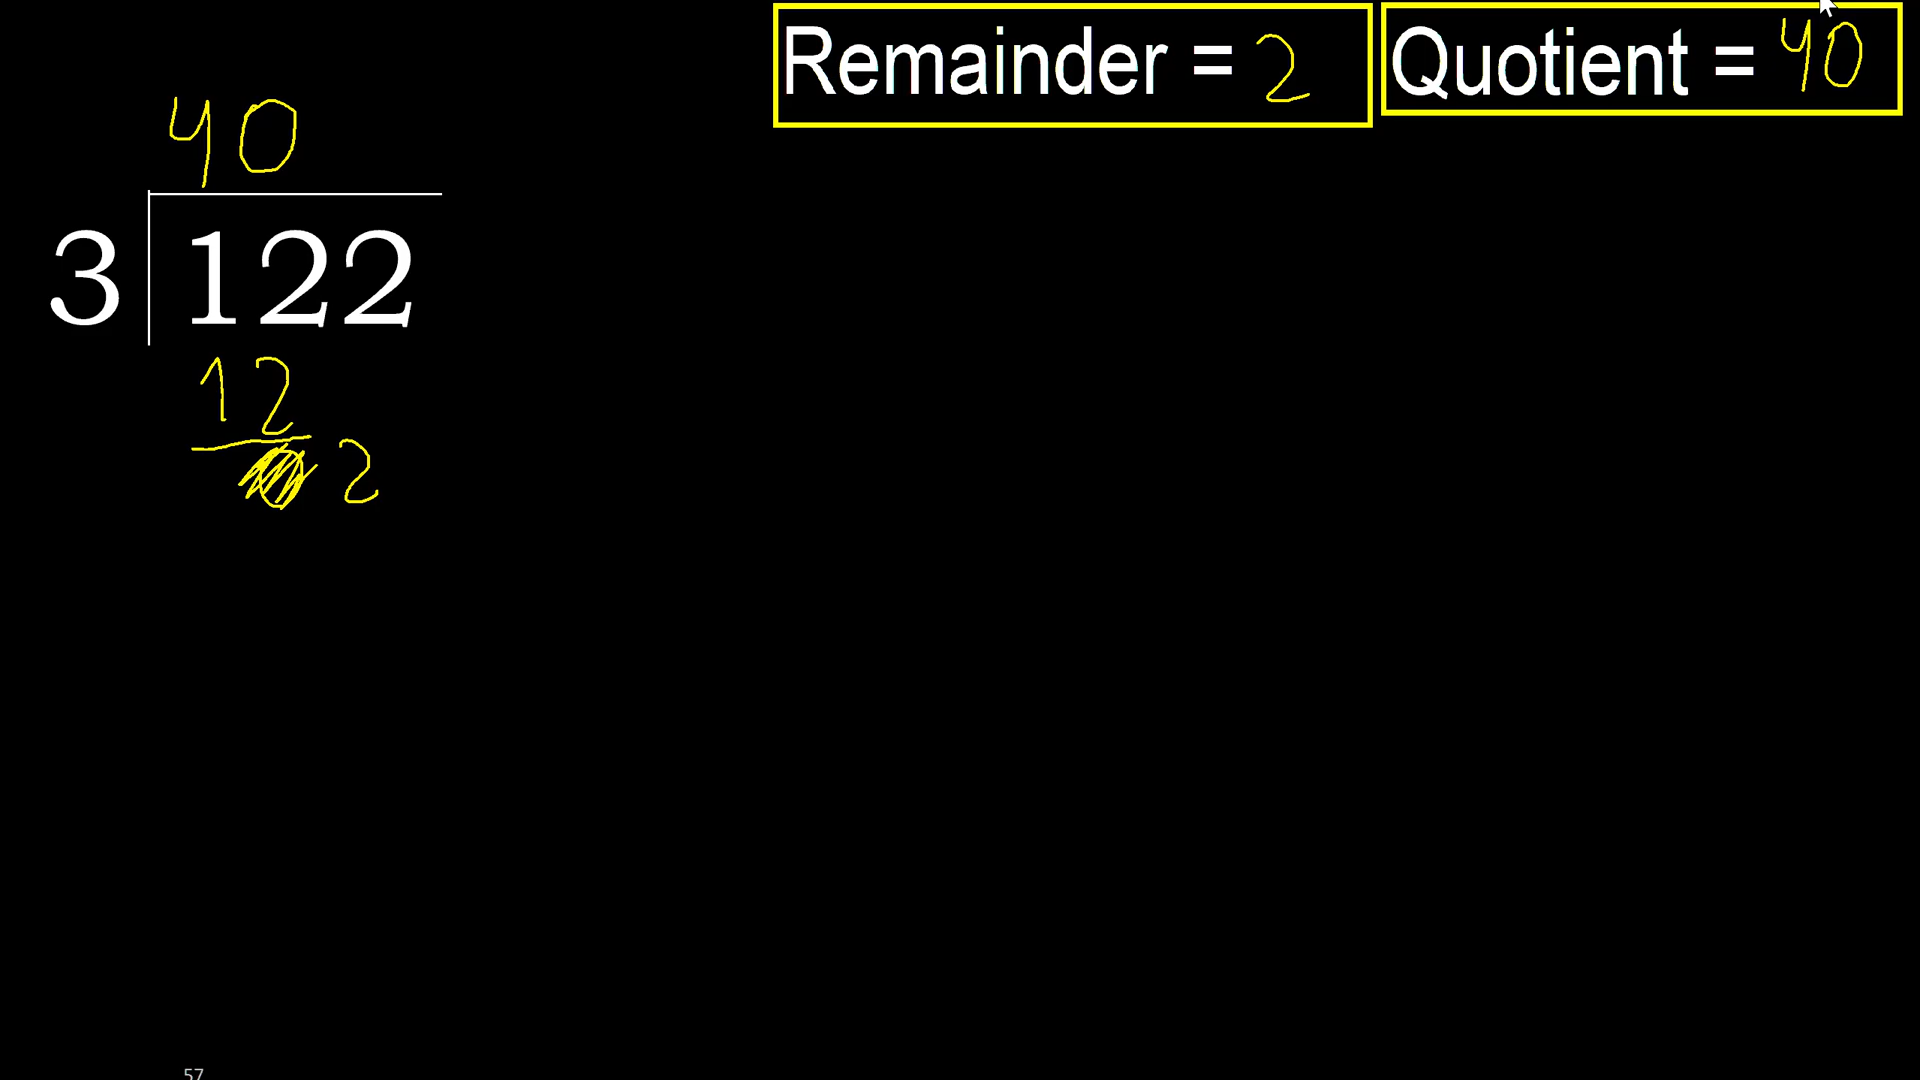 Remainder = 2
Quotient = 40
40
3 122
12
2
57